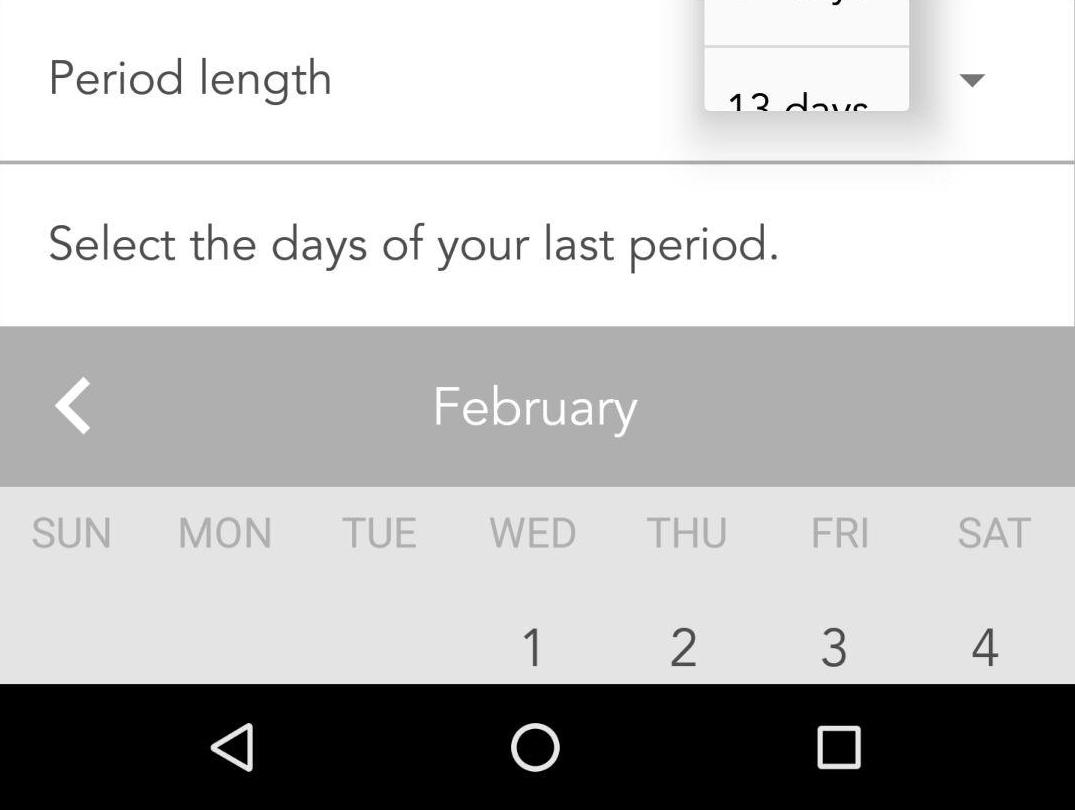 Period length
13 days
Select the days of your last period.
February
SUN MON TUE WED THU FRI SAT
1 2 3 4